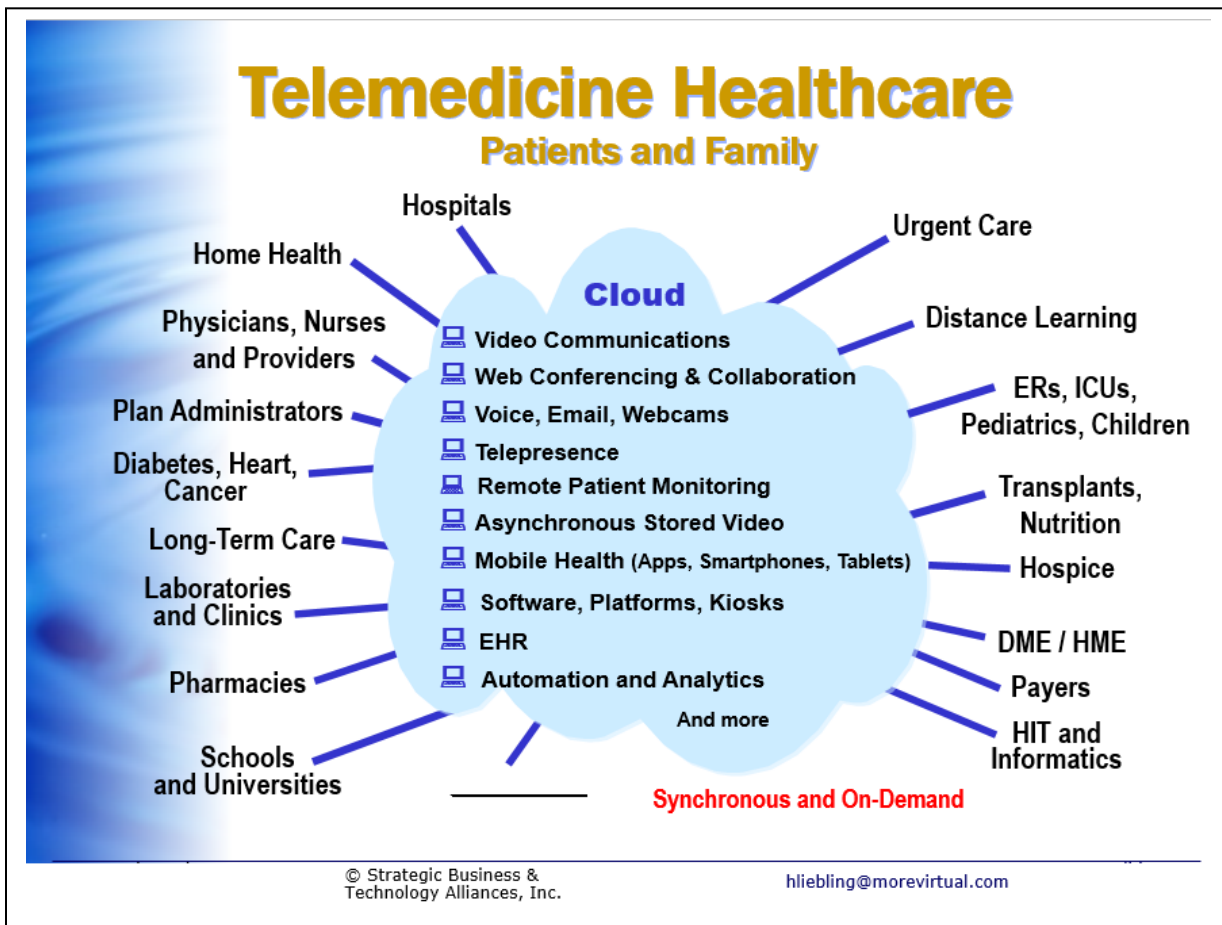 Telemedicine Healthcare
Patients and Family
Hospitals
Home Health
Physicians, Nurses
and Providers
Plan Administrators
Diabetes, Heart,
Cancer
Long-Term Care
Laboratories
and Clinics
Pharmacies
Schools
and Universities
Cloud
Video Communications
Web Conferencing & Collaboration
Voice, Email, Webcams
Telepresence
Remote Patient Monitoring
Asynchronous Stored Video
Mobile Health (Apps, Smartphones, Tablets)
Software, Platforms, Kiosks
EHR
Automation and Analytics
And more
Urgent Care
Distance Learning
ERs, ICUs,
Pediatrics, Children
Transplants,
Nutrition
Hospice
DME / HME
Payers
HIT and
Informatics
Synchronous and On-Demand
© Strategic Business &
Technology Alliances, Inc.
hliebling@morevirtual.com